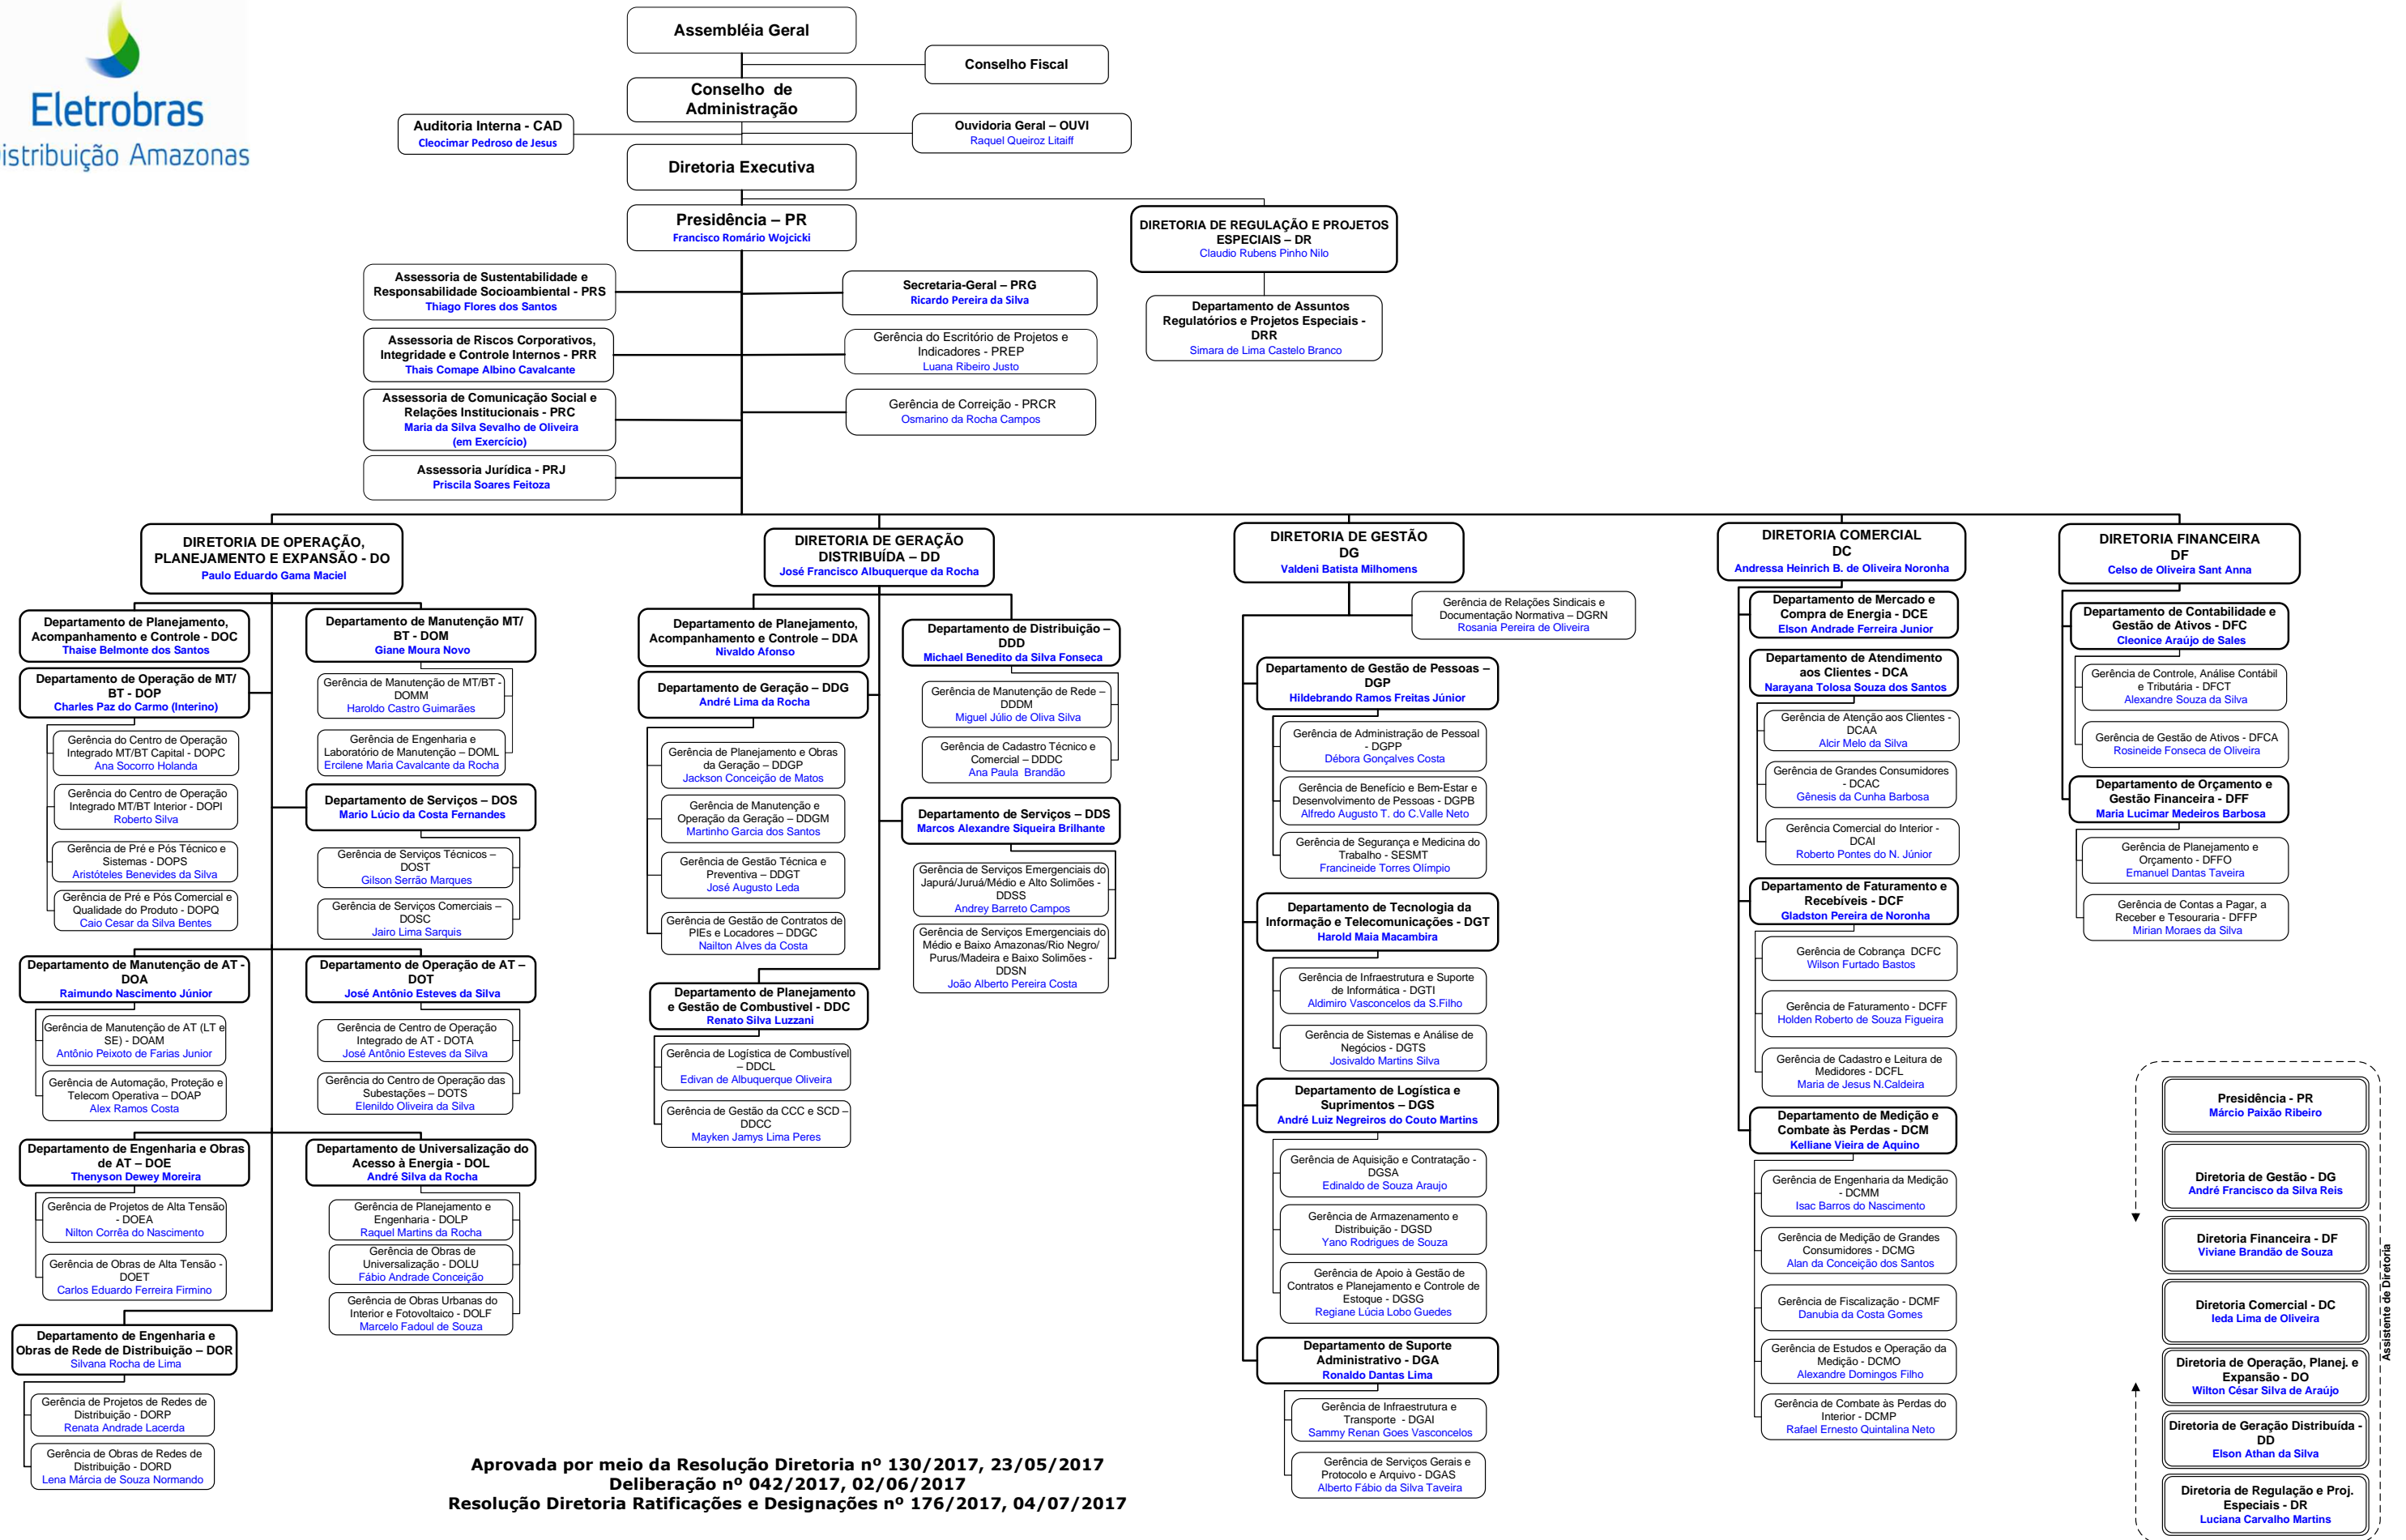 Eletrobras
Distribuição Amazonas
Assembléia Geral
Conselho Fiscal
Conselho de
Administração
Auditoria Interna - CAD
Cleocimar Pedroso de Jesus
Ouvidoria Geral – OUVI
Raquel Queiroz Litaiff
Diretoria Executiva
Presidência – PR
Francisco Romário Wojcicki
DIRETORIA DE REGULAÇÃO E PROJETOS
ESPECIAIS – DR
Claudio Rubens Pinho Nilo
Departamento de Assuntos
Regulatórios e Projetos Especiais -
DRR
Simara de Lima Castelo Branco
Assessoria de Sustentabilidade e
Responsabilidade Socioambiental - PRS
Thiago Flores dos Santos
Secretaria-Geral – PRG
Ricardo Pereira da Silva
Assessoria de Riscos Corporativos,
Integridade e Controle Internos - PRR
Thais Comape Albino Cavalcante
Gerência do Escritório de Projetos e
Indicadores - PREP
Luana Ribeiro Justo
Assessoria de Comunicação Social e
Relações Institucionais - PRC
Maria da Silva Sevalho de Oliveira
(em Exercício)
Gerência de Correição - PRCR
Osmarino da Rocha Campos
Assessoria Jurídica - PRJ
Priscila Soares Feitoza
DIRETORIA DE OPERAÇÃO,
PLANEJAMENTO E EXPANSÃO - DO
Paulo Eduardo Gama Maciel
Departamento de Planejamento,
Acompanhamento e Controle - DOC
Thaise Belmonte dos Santos
Departamento de Operação de MT/
BT - DOP
Charles Paz do Carmo (Interino)
Gerência do Centro de Operação
Integrado MT/BT Capital - DOPC
Ana Socorro Holanda
Gerência do Centro de Operação
Integrado MT/BT Interior - DOPI
Roberto Silva
Gerência de Pré e Pós Técnico e
Sistemas - DOPS
Aristóteles Benevides da Silva
Gerência de Pré e Pós Comercial e
Qualidade do Produto - DOPQ
Caio Cesar da Silva Bentes
Departamento de Manutenção MT/
BT - DOM
Giane Moura Novo
Gerência de Manutenção de MT/BT -
DOMM
Haroldo Castro Guimarães
Gerência de Engenharia e
Laboratório de Manutenção – DOML
Ercilene Maria Cavalcante da Rocha
Departamento de Serviços – DOS
Mario Lúcio da Costa Fernandes
Gerência de Serviços Técnicos –
DOST
Gilson Serrão Marques
Gerência de Serviços Comerciais –
DOSC
Jairo Lima Sarquis
Departamento de Manutenção de AT -
DOA
Raimundo Nascimento Júnior
Gerência de Manutenção de AT (LT e
SE) - DOAM
Antônio Peixoto de Farias Junior
Gerência de Automação, Proteção e
Telecom Operativa – DOAP
Alex Ramos Costa
Departamento de Operação de AT –
DOT
José Antônio Esteves da Silva
Gerência de Centro de Operação
Integrado de AT - DOTA
José Antônio Esteves da Silva
Gerência do Centro de Operação das
Subestações – DOTS
Elenildo Oliveira da Silva
Departamento de Engenharia e Obras
de AT – DOE
Thenyson Dewey Moreira
Gerência de Projetos de Alta Tensão
- DOEA
Nilton Corrêa do Nascimento
Gerência de Obras de Alta Tensão -
DOET
Carlos Eduardo Ferreira Firmino
Departamento de Universalização do
Acesso à Energia - DOL
André Silva da Rocha
Gerência de Planejamento e
Engenharia - DOLP
Raquel Martins da Rocha
Gerência de Obras de
Universalização - DOLU
Fábio Andrade Conceição
Gerência de Obras Urbanas do
Interior e Fotovoltaico - DOLF
Marcelo Fadoul de Souza
Departamento de Engenharia e
Obras de Rede de Distribuição – DOR
Silvana Rocha de Lima
Gerência de Projetos de Redes de
Distribuição - DORP
Renata Andrade Lacerda
Gerência de Obras de Redes de
Distribuição - DORD
Lena Márcia de Souza Normando
DIRETORIA DE GERAÇÃO
DISTRIBUÍDA – DD
José Francisco Albuquerque da Rocha
Departamento de Planejamento,
Acompanhamento e Controle – DDA
Nivaldo Afonso
Departamento de Geração – DDG
André Lima da Rocha
Gerência de Planejamento e Obras
da Geração – DDGP
Jackson Conceição de Matos
Gerência de Manutenção e
Operação da Geração – DDGM
Martinho Garcia dos Santos
Gerência de Gestão Técnica e
Preventiva – DDGT
José Augusto Leda
Gerência de Gestão de Contratos de
PIEs e Locadores – DDGC
Nailton Alves da Costa
Departamento de Planejamento
e Gestão de Combustivel - DDC
Renato Silva Luzzani
Gerência de Logística de Combustível
– DDCL
Edivan de Albuquerque Oliveira
Gerência de Gestão da CCC e SCD –
DDCC
Mayken Jamys Lima Peres
Departamento de Distribuição –
DDD
Michael Benedito da Silva Fonseca
Gerência de Manutenção de Rede –
DDDM
Miguel Júlio de Oliva Silva
Gerência de Cadastro Técnico e
Comercial – DDDC
Ana Paula Brandão
Departamento de Serviços – DDS
Marcos Alexandre Siqueira Brilhante
Gerência de Serviços Emergenciais do
Japurá/Juruá/Médio e Alto Solimões -
DDSS
Andrey Barreto Campos
Gerência de Serviços Emergenciais do
Médio e Baixo Amazonas/Rio Negro/
Purus/Madeira e Baixo Solimões -
DDSN
João Alberto Pereira Costa
DIRETORIA DE GESTÃO
DG
Valdeni Batista Milhomens
Gerência de Relações Sindicais e
Documentação Normativa – DGRN
Rosania Pereira de Oliveira
Departamento de Gestão de Pessoas –
DGP
Hildebrando Ramos Freitas Júnior
Gerência de Administração de Pessoal
- DGPP
Débora Gonçalves Costa
Gerência de Benefício e Bem-Estar e
Desenvolvimento de Pessoas - DGPB
Alfredo Augusto T. do C.Valle Neto
Gerência de Segurança e Medicina do
Trabalho - SESMT
Francineide Torres Olímpio
Departamento de Tecnologia da
Informação e Telecomunicações - DGT
Harold Maia Macambira
Gerência de Infraestrutura e Suporte
de Informática - DGTI
Aldimiro Vasconcelos da S.Filho
Gerência de Sistemas e Análise de
Negócios - DGTS
Josivaldo Martins Silva
Departamento de Logística e
Suprimentos – DGS
André Luiz Negreiros do Couto Martins
Gerência de Aquisição e Contratação -
DGSA
Edinaldo de Souza Araujo
Gerência de Armazenamento e
Distribuição - DGSD
Yano Rodrigues de Souza
Gerência de Apoio à Gestão de
Contratos e Planejamento e Controle de
Estoque - DGSG
Regiane Lúcia Lobo Guedes
Departamento de Suporte
Administrativo - DGA
Ronaldo Dantas Lima
Gerência de Infraestrutura e
Transporte - DGAI
Sammy Renan Goes Vasconcelos
Gerência de Serviços Gerais e
Protocolo e Arquivo - DGAS
Alberto Fábio da Silva Taveira
DIRETORIA COMERCIAL
DC
Andressa Heinrich B. de Oliveira Noronha
Departamento de Mercado e
Compra de Energia - DCE
Elson Andrade Ferreira Junior
Departamento de Atendimento
aos Clientes - DCA
Narayana Tolosa Souza dos Santos
Gerência de Atenção aos Clientes -
DCAA
Alcir Melo da Silva
Gerência de Grandes Consumidores
- DCAC
Gênesis da Cunha Barbosa
Gerência Comercial do Interior -
DCAI
Roberto Pontes do N. Júnior
Departamento de Faturamento e
Recebíveis - DCF
Gladston Pereira de Noronha
Gerência de Cobrança DCFC
Wilson Furtado Bastos
Gerência de Faturamento - DCFF
Holden Roberto de Souza Figueira
Gerência de Cadastro e Leitura de
Medidores - DCFL
Maria de Jesus N.Caldeira
Departamento de Medição e
Combate às Perdas - DCM
Kelliane Vieira de Aquino
Gerência de Engenharia da Medição
- DCMM
Isac Barros do Nascimento
Gerência de Medição de Grandes
Consumidores - DCMG
Alan da Conceição dos Santos
Gerência de Fiscalização - DCMF
Danubia da Costa Gomes
Gerência de Estudos e Operação da
Medição - DCMO
Alexandre Domingos Filho
Gerência de Combate às Perdas do
Interior - DCMP
Rafael Ernesto Quintalina Neto
DIRETORIA FINANCEIRA
DF
Celso de Oliveira Sant Anna
Departamento de Contabilidade e
Gestão de Ativos - DFC
Cleonice Araújo de Sales
Gerência de Controle, Análise Contábil
e Tributária - DFCT
Alexandre Souza da Silva
Gerência de Gestão de Ativos - DFCA
Rosineide Fonseca de Oliveira
Departamento de Orçamento e
Gestão Financeira - DFF
Maria Lucimar Medeiros Barbosa
Gerência de Planejamento e
Orçamento - DFFO
Emanuel Dantas Taveira
Gerência de Contas a Pagar, a
Receber e Tesouraria - DFFP
Mirian Moraes da Silva
Presidência - PR
Márcio Paixão Ribeiro
Diretoria de Gestão - DG
André Francisco da Silva Reis
Diretoria Financeira - DF
Viviane Brandão de Souza
Diretoria Comercial - DC
Ieda Lima de Oliveira
Diretoria de Operação, Planej. e
Expansão - DO
Wilton César Silva de Araújo
Diretoria de Geração Distribuída -
DD
Elson Athan da Silva
Diretoria de Regulação e Proj.
Especiais - DR
Luciana Carvalho Martins
Assistente de Diretoria
Aprovada por meio da Resolução Diretoria nº 130/2017, 23/05/2017
Deliberação nº 042/2017, 02/06/2017
Resolução Diretoria Ratificações e Designações nº 176/2017, 04/07/2017